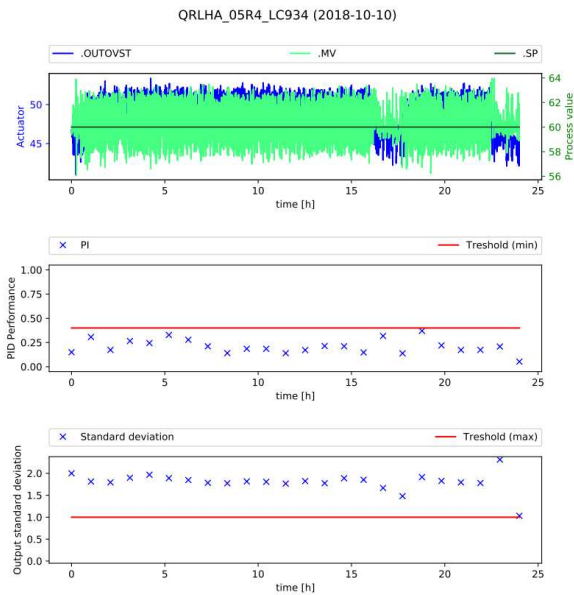 QRLHA_05R4_LC934 (2018-10-10)
.OUTOVST .MV .SP
50
45
Actuator
64
62
60
58
56
Process value
0 5 10 15 20 25
time [h]
PI Treshold (min)
1.00
0.75
0.50
0.25
0.00
PID Performance
0 5 10 15 20 25
time [h]
Standard deviation Treshold (max)
2.0
1.5
1.0
0.5
0.0
Output standard deviation
0 5 10 15 20 25
time [h]